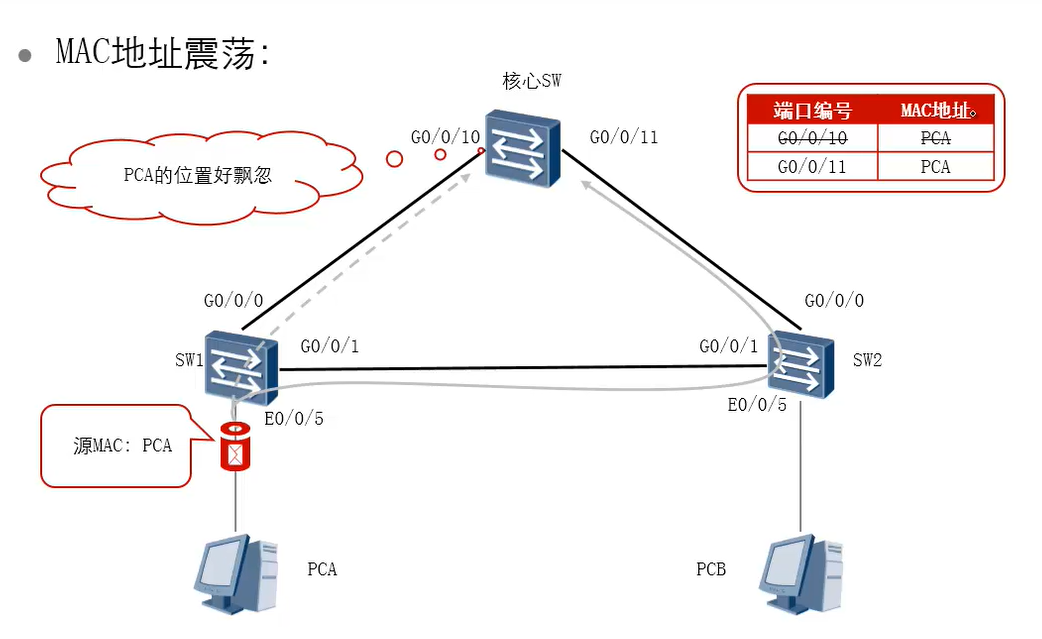 MAC地址震荡：
核心SW
G0/0/10
G0/0/11
端口编号 MAC地址。
G0/0/10 PCA
G0/0/11 PCA
PCA的位置好飘忽
G0/0/0
G0/0/0
SW1
G0/0/1
G0/0/1
SW2
E0/0/5
E0/0/5
源MAC：PCA
PCA
PCB